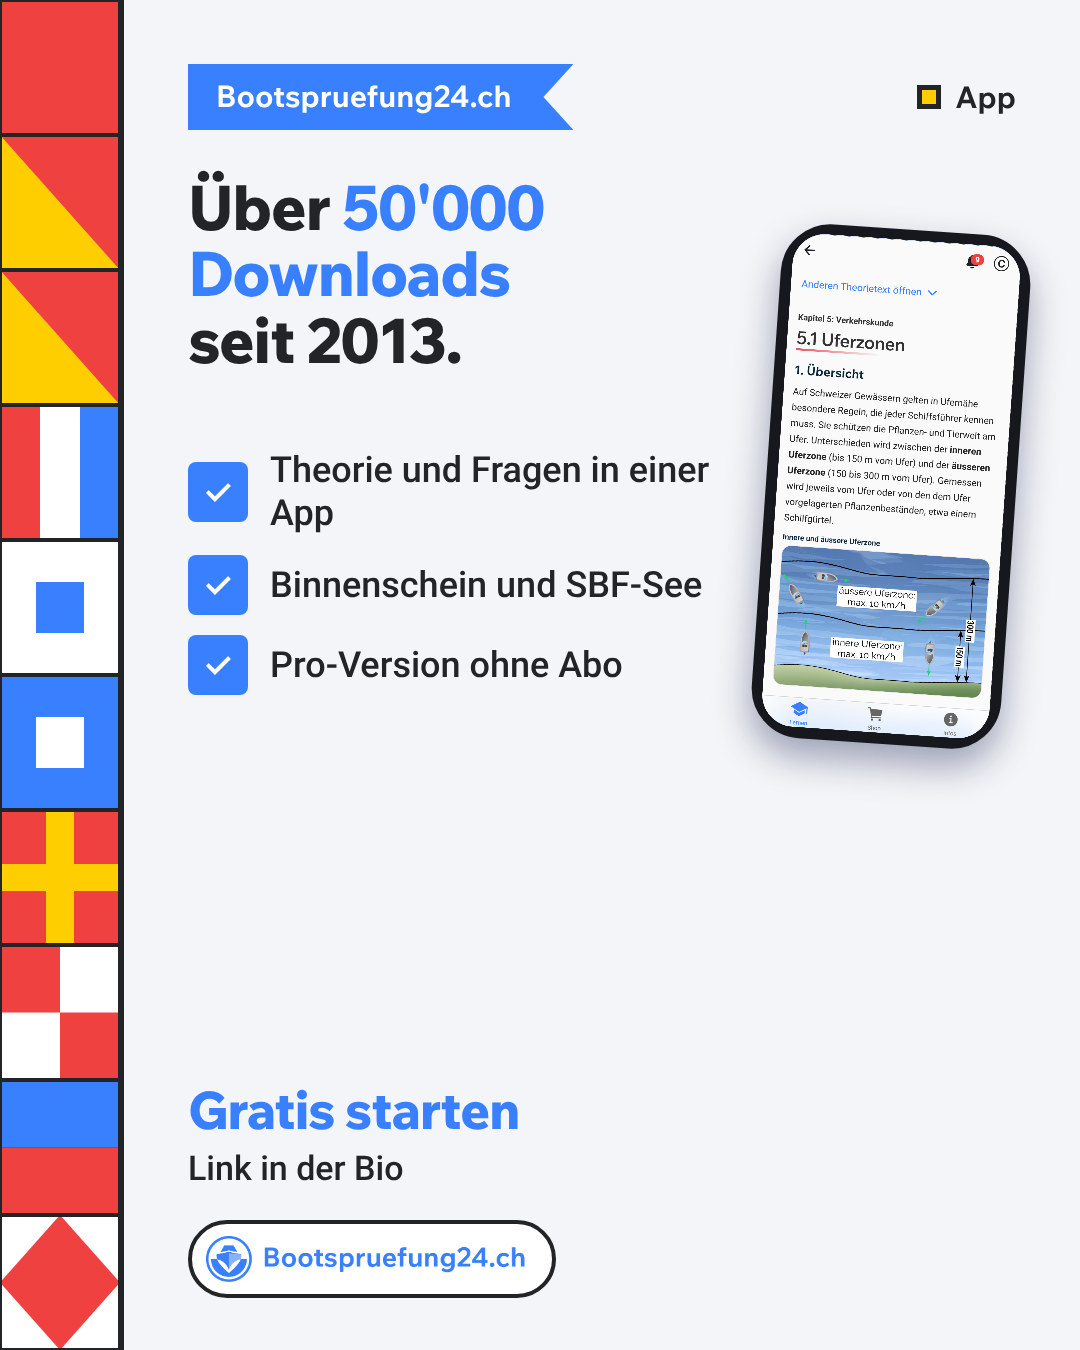 Bootspruefung24.ch
App
Über 50'000
Downloads
seit 2013.
Theorie und Fragen in einer
App
Binnenschein und SBF-See
Pro-Version ohne Abo
9
C
Anderen Theorietext öffnen
Kapitel 5: Verkehrskunde
5.1 Uferzonen
1. Übersicht
Auf Schweizer Gewässern gelten in Ufernähe
besondere Regeln, die jeder Schiffsführer kennen
muss. Sie schützen die Pflanzen- und Tierwelt am
Ufer. Unterschieden wird zwischen der inneren
Uferzone (bis 150 m vom Ufer) und der äusseren
Uferzone (150 bis 300 m vom Ufer). Gemessen
wird jeweils vom Ufer oder von den dem Ufer
vorgelagerten Pflanzenbeständen, etwa einem
Schilfgürtel.
Innere und äussere Uferzone
äussere Uferzone:
max. 10 km/h
innere Uferzone:
max. 10 km/h
300 m
150 m
Lernen
Shop
Infos
Gratis starten
Link in der Bio
Bootspruefung24.ch